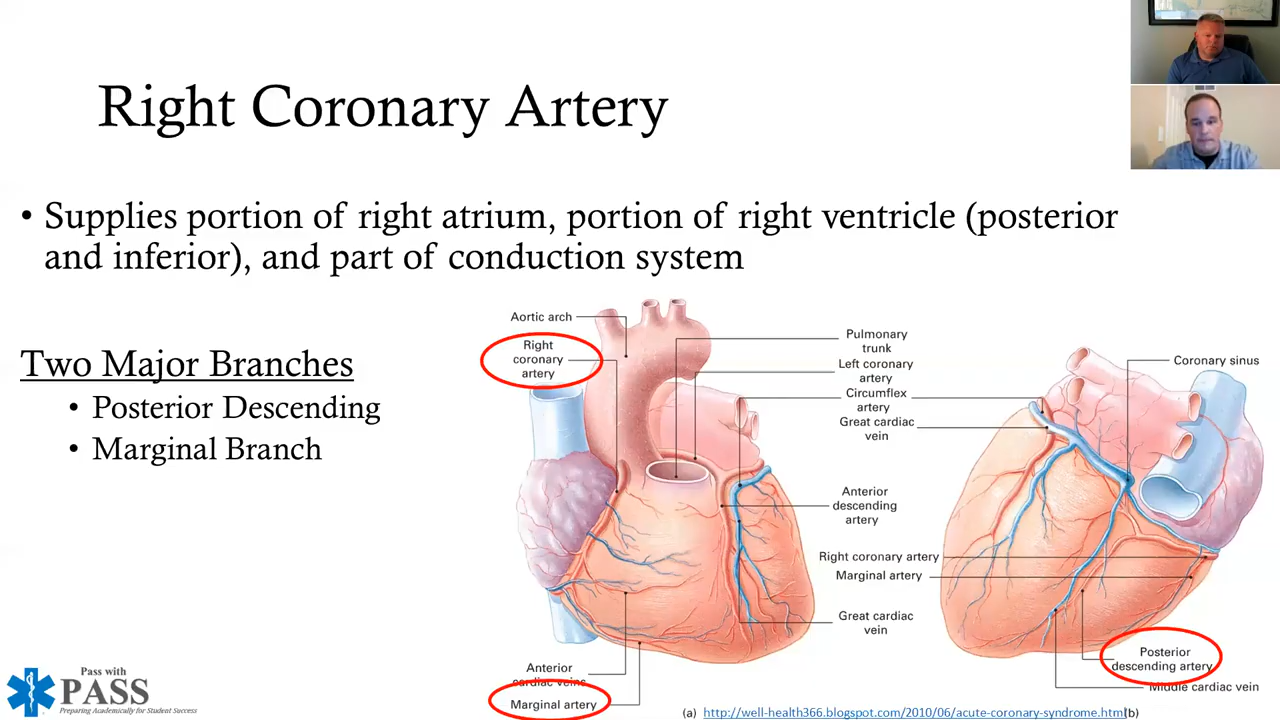 Right Coronary Artery
• Supplies portion of right atrium, portion of right ventricle (posterior
and inferior), and part of conduction system
Two Major Branches
• Posterior Descending
• Marginal Branch
Aortic arch
Right
coronary
artery
Anterior
cardiac veins
Marginal artery
Pulmonary
trunk
Left coronary
artery
Circumflex
artery
Great cardiac
vein
Anterior
descending
artery
Right coronary artery
Marginal artery
Great cardiac
vein
Coronary sinus
Posterior
descending artery
Middle cardiac vein
(a) http://well-health366.blogspot.com/2010/06/acute-coronary-syndrome.html (b)
Pass with
PASS
Preparing Academically for Student Success